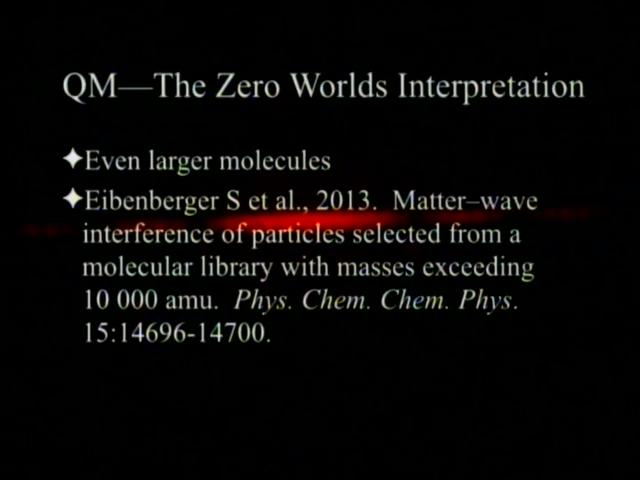 QM—The Zero Worlds Interpretation
Even larger molecules
Eibenberger S et al., 2013. Matter–wave
interference of particles selected from a
molecular library with masses exceeding
10 000 amu. Phys. Chem. Chem. Phys.
15:14696-14700.